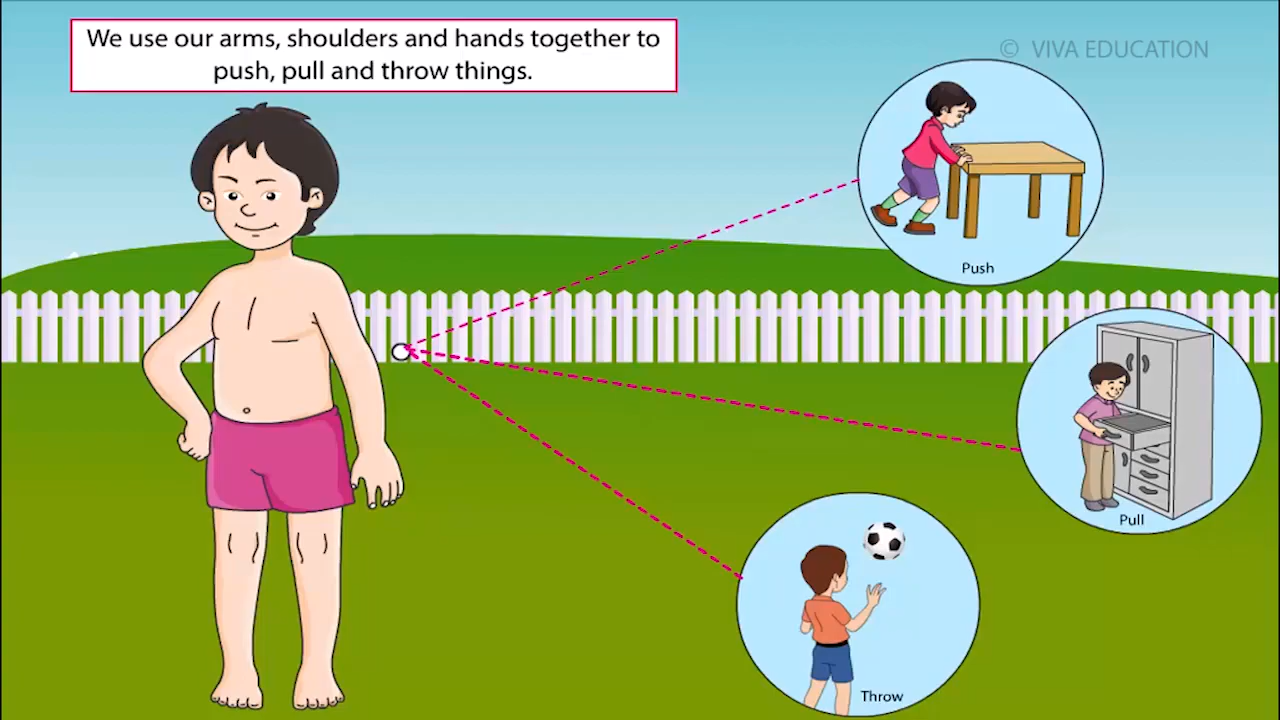 We use our arms, shoulders and hands together to
push, pull and throw things.
© VIVA EDUCATION
Push
Pull
Throw